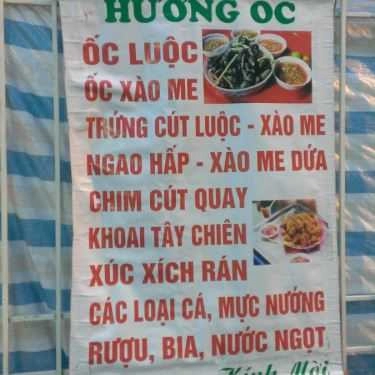 HƯƠNG ỐC
ỐC LUỘC
ỐC XÀO ME
TRỨNG CÚT LUỘC - XÀO ME
NGAO HẤP - XÀO ME DỨA
CHIM CÚT QUAY
KHOAI TÂY CHIÊN
XÚC XÍCH RÁN
CÁC LOẠI CÁ, MỰC NƯỚNG
RƯỢU, BIA, NƯỚC NGỌT
Kính Mời